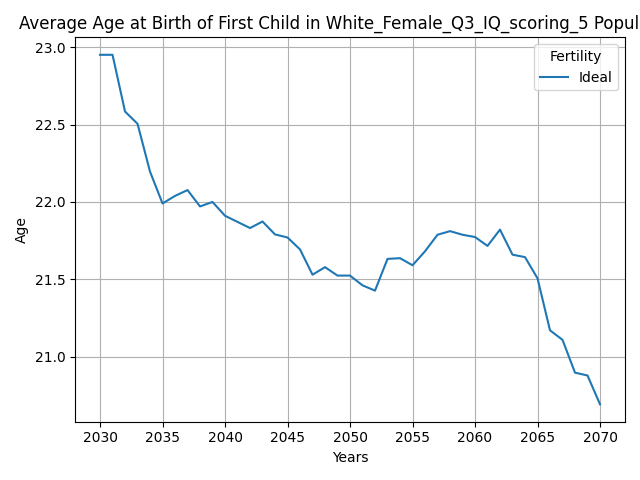 Average Age at Birth of First Child in White_Female_Q3_IQ_scoring_5 Popul
Fertility
Ideal
23.0
22.5
22.0
21.5
21.0
Age
2030 2035 2040 2045 2050 2055 2060 2065 2070
Years